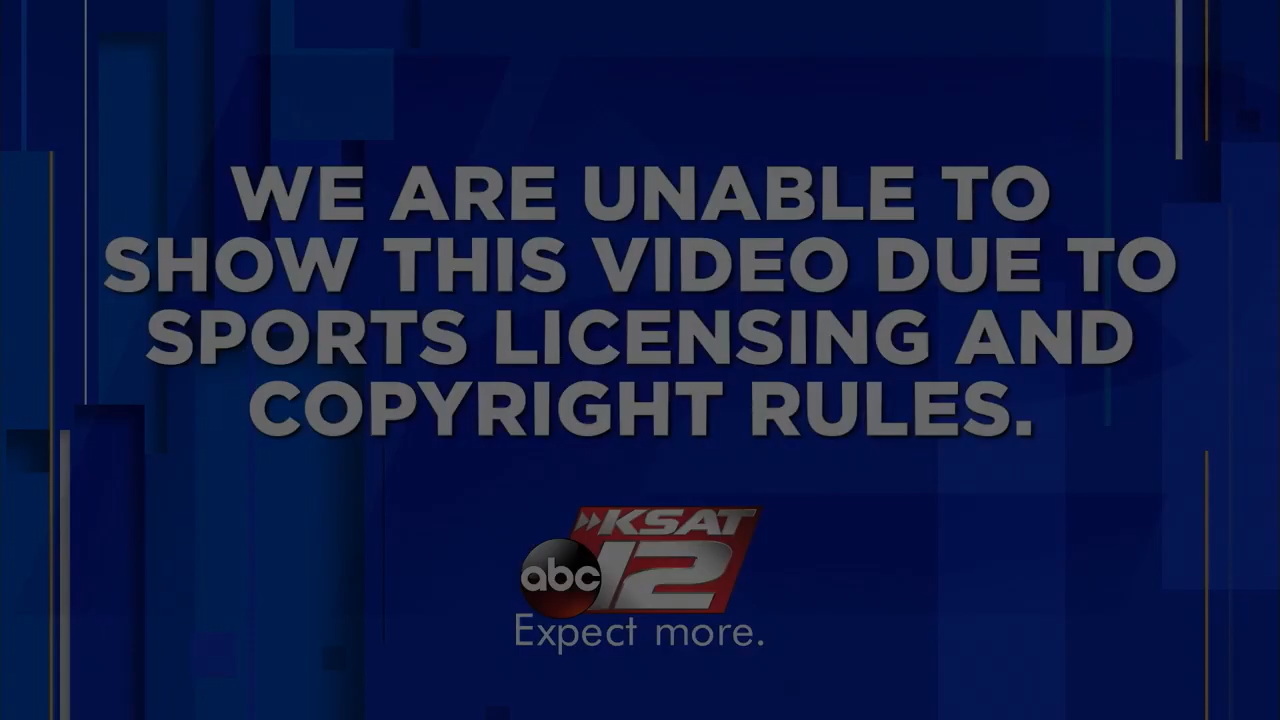 WE ARE UNABLE TO
SHOW THIS VIDEO DUE TO
SPORTS LICENSING AND
COPYRIGHT RULES.
KSAT
abc 12
Expect more.